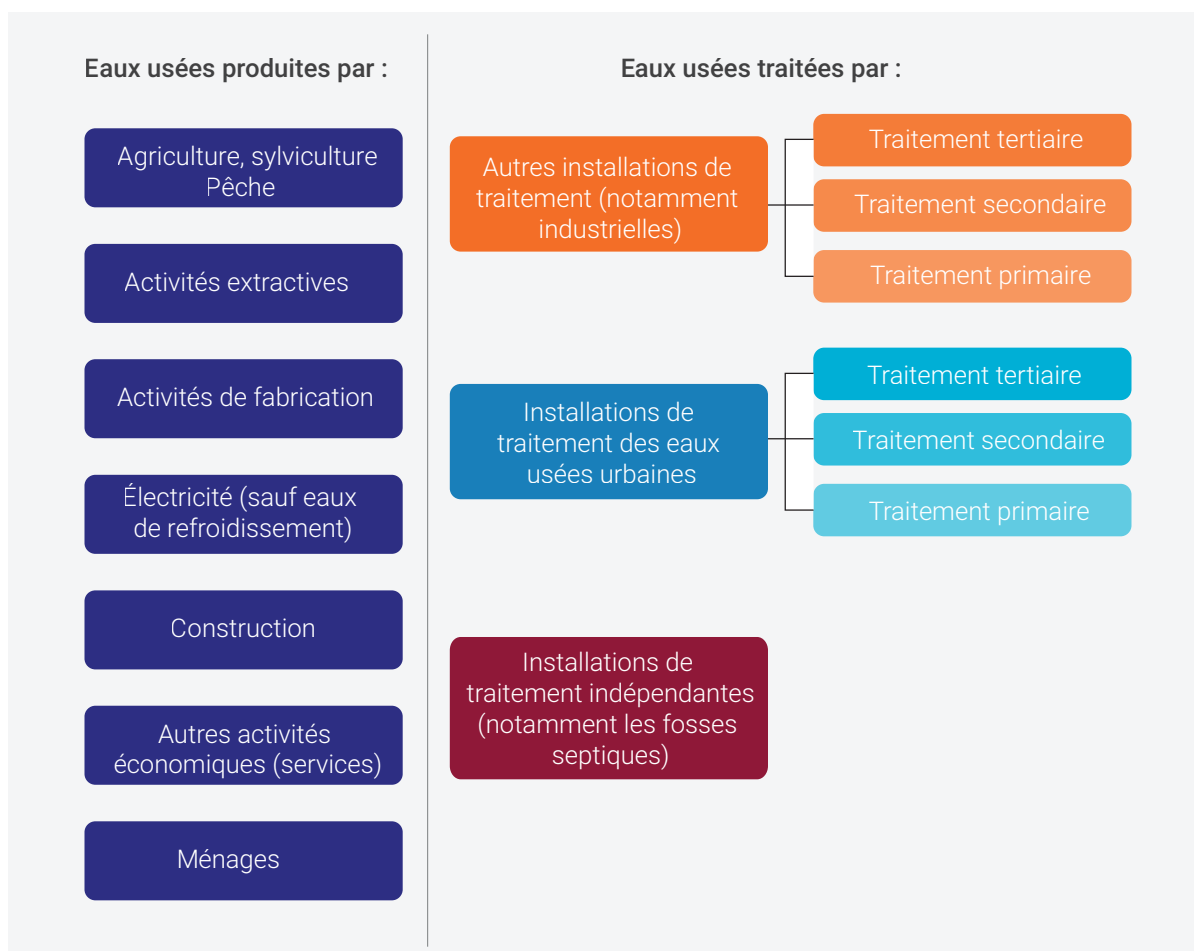 Eaux usées produites par :
Agriculture, sylviculture
Pêche
Activités extractives
Activités de fabrication
Électricité (sauf eaux
de refroidissement)
Construction
Autres activités
économiques (services)
Ménages
Eaux usées traitées par :
Autres installations de
traitement (notamment
industrielles)
Traitement tertiaire
Traitement secondaire
Traitement primaire
Installations de
traitement des eaux
usées urbaines
Traitement tertiaire
Traitement secondaire
Traitement primaire
Installations de
traitement indépendantes
(notamment les fosses
septiques)